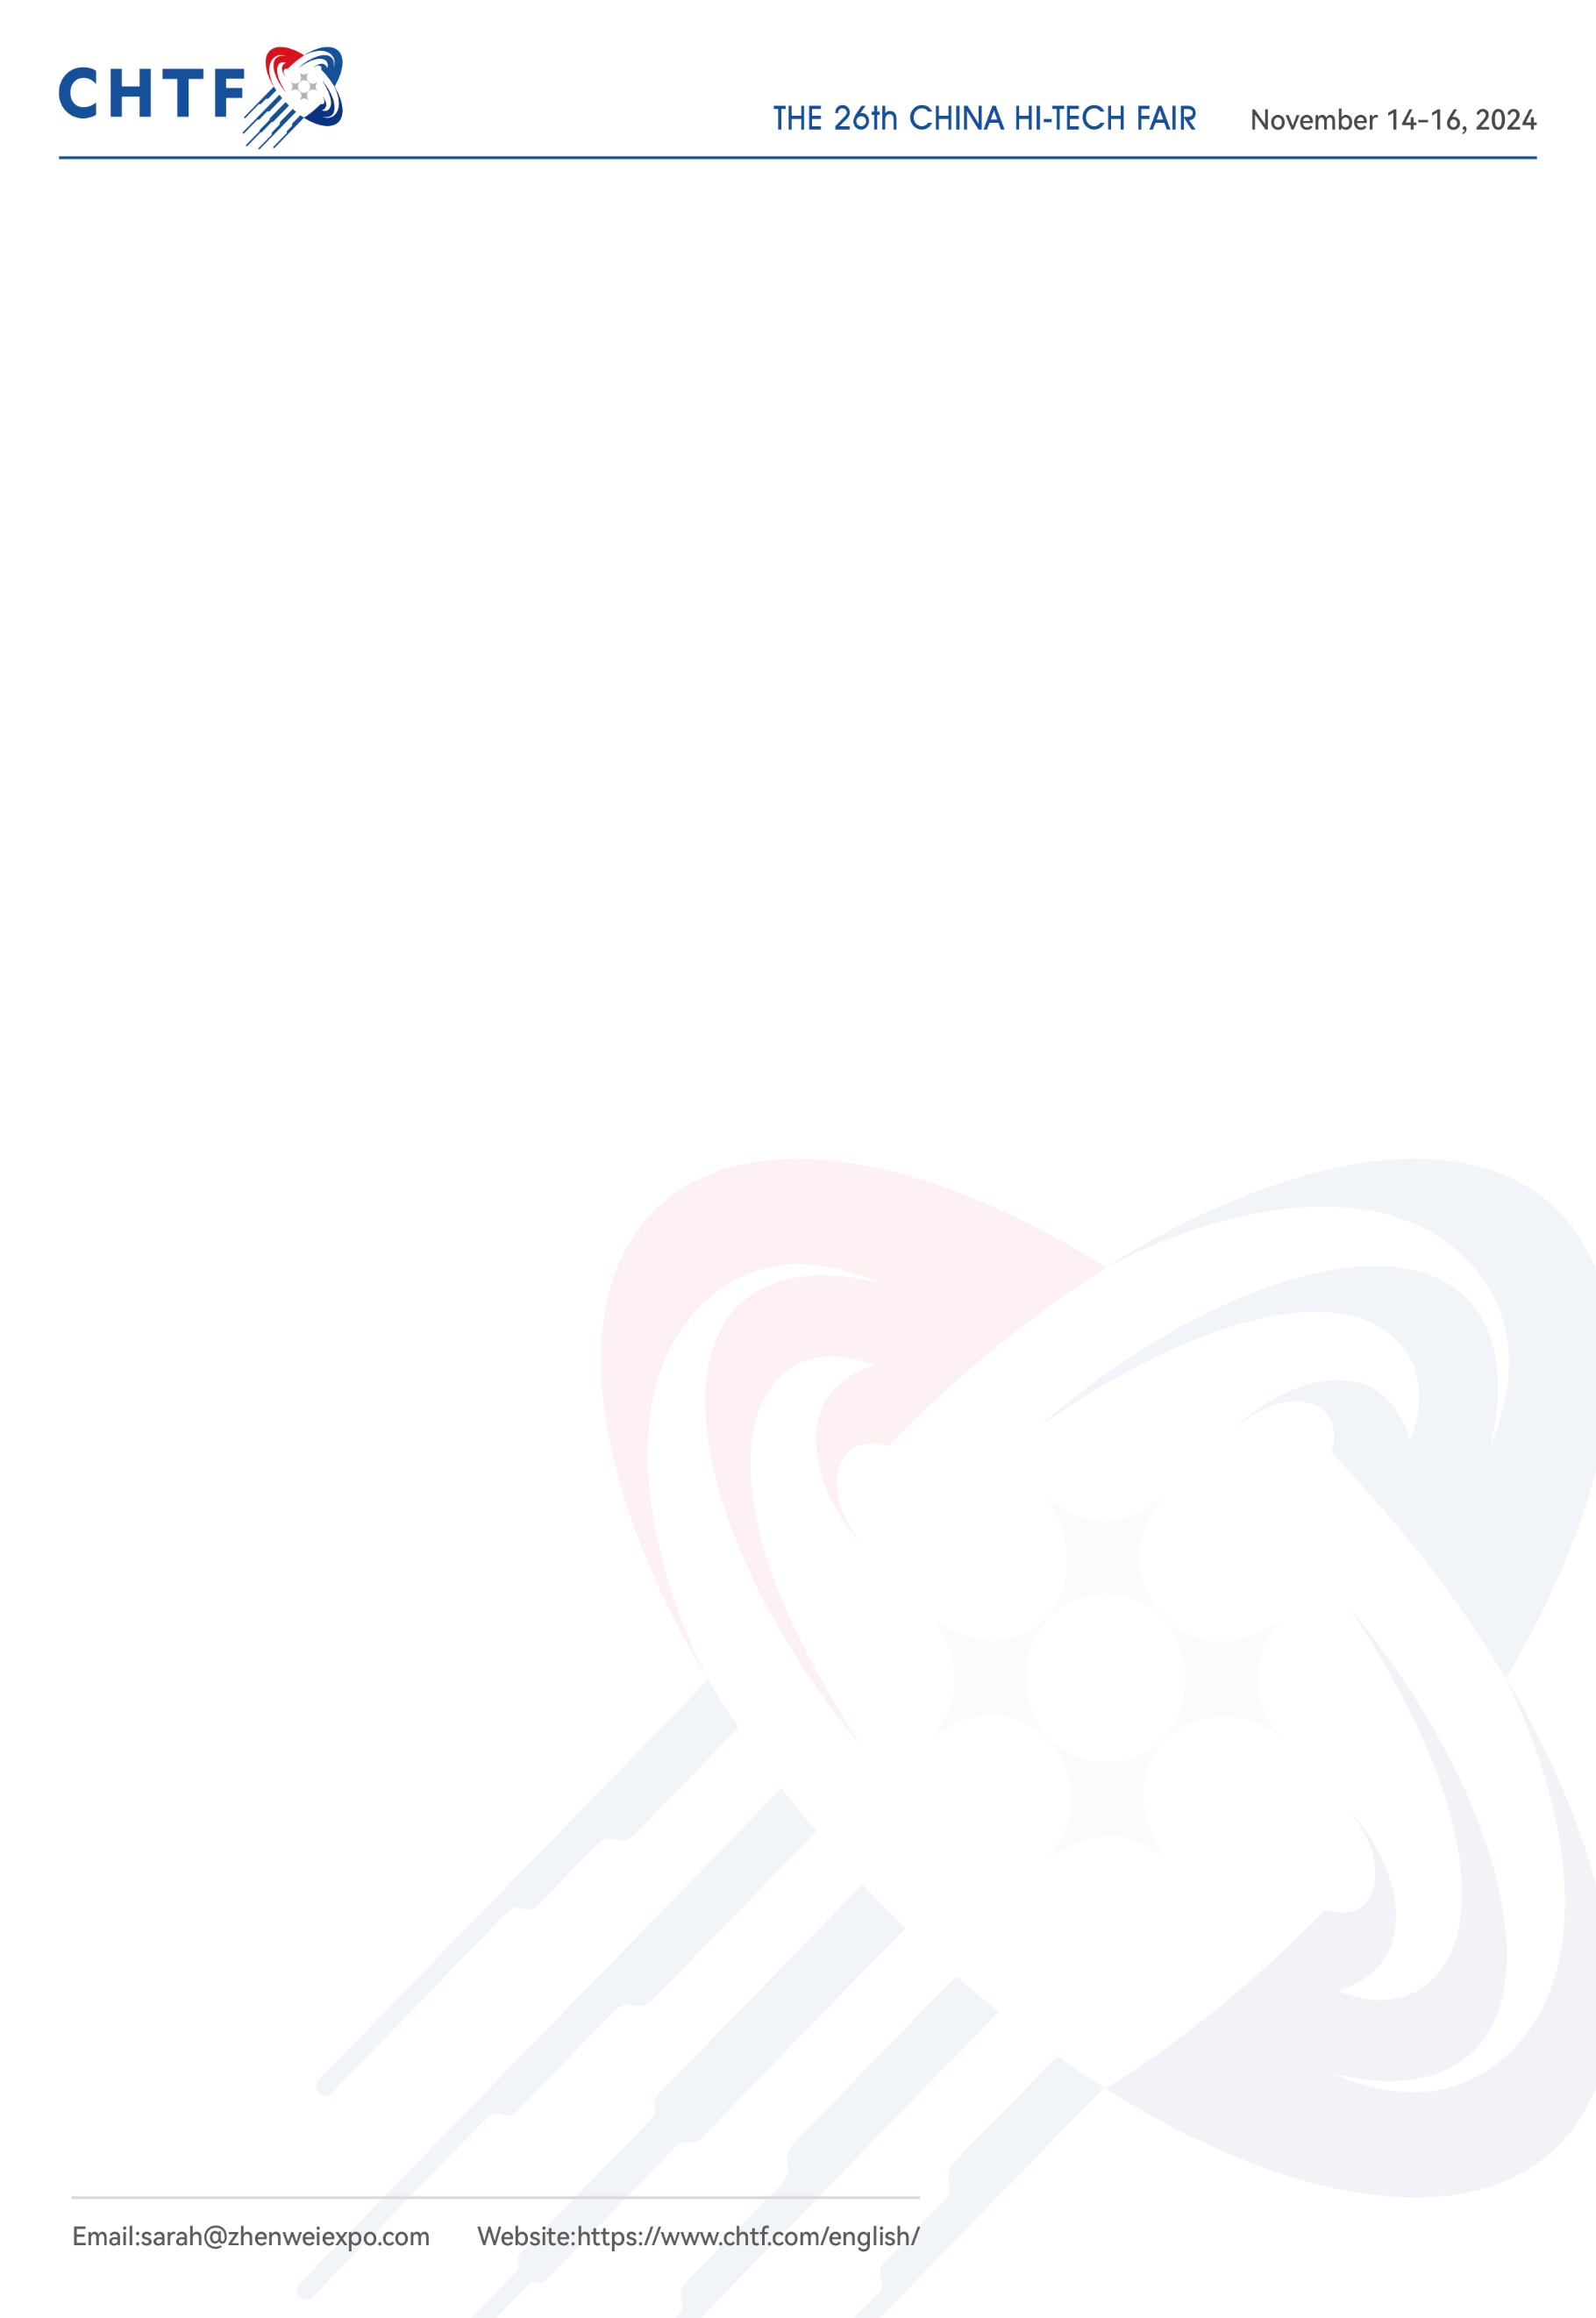 CHTF
THE 26th CHINA HI-TECH FAIR November 14-16, 2024
Email:sarah@zhenweiexpo.com Website:https://www.chtf.com/english/